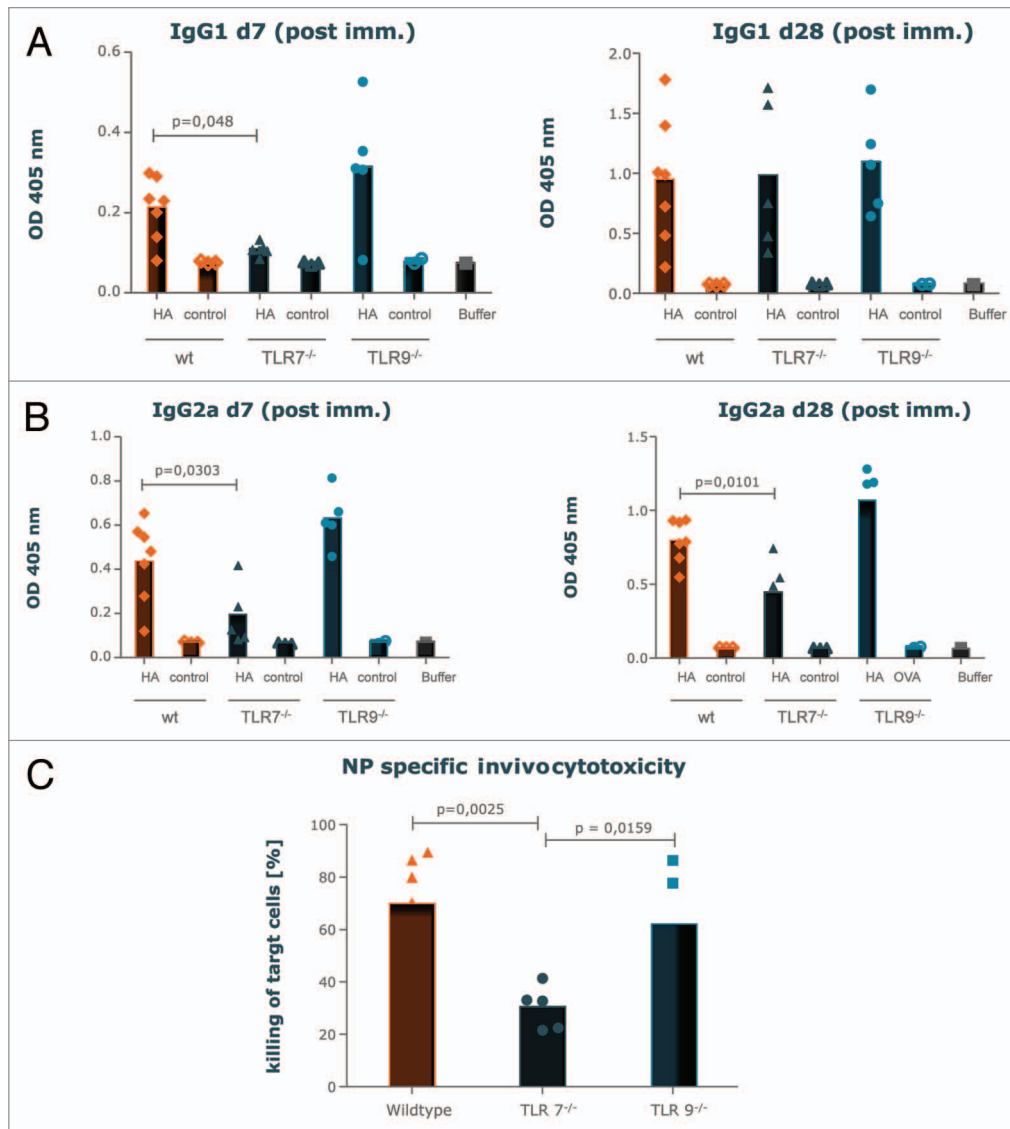 A
IgG1 d7 (post imm.)
OD 405 nm
0.6
0.4
0.2
0.0
p=0,048
HA control HA control HA control Buffer
wt TLR7-/- TLR9-/-
IgG1 d28 (post imm.)
OD 405 nm
2.0
1.5
1.0
0.5
0.0
HA control HA control HA control Buffer
wt TLR7-/- TLR9-/-
B
IgG2a d7 (post imm.)
OD 405 nm
1.0
0.8
0.6
0.4
0.2
0.0
p=0,0303
HA control HA control HA control Buffer
wt TLR7-/- TLR9-/-
IgG2a d28 (post imm.)
OD 405 nm
1.5
1.0
0.5
0.0
p=0,0101
HA control HA control HA OVA Buffer
wt TLR7-/- TLR9-/-
C
NP specific invivocytotoxicity
killing of targt cells [%]
100
80
60
40
20
0
p=0,0025
p = 0,0159
Wildtype TLR 7-/- TLR 9-/-